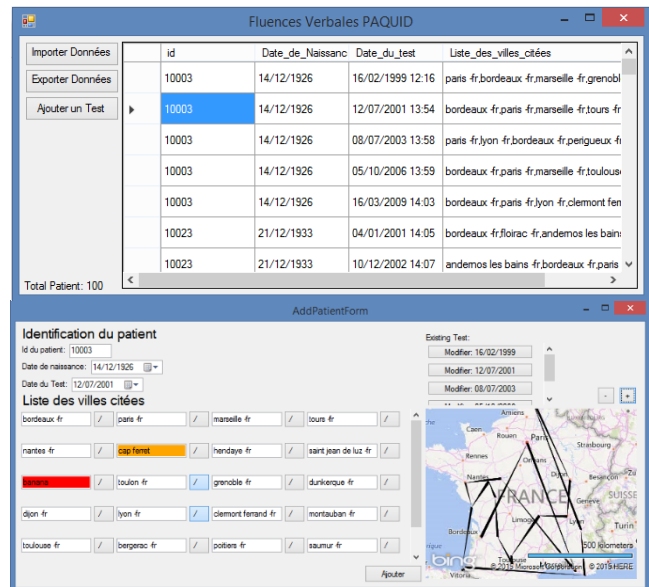 Fluences Verbales PAQUID
Importer Données
Exporter Données
Ajouter un Test
Total Patient: 100
id Date_de_Naissanc Date_du_test Liste_des_villes_citées
10003 14/12/1926 16/02/1999 12:16 paris -fr,bordeaux -fr,marseille -fr,grenobl
10003 14/12/1926 12/07/2001 13:54 bordeaux -fr,paris -fr,marseille -fr,tours -fr
10003 14/12/1926 08/07/2003 13:58 paris -fr,lyon -fr,bordeaux -fr,perigueux -fr
10003 14/12/1926 05/10/2006 13:59 bordeaux -fr,paris -fr,marseille -fr,toulous
10003 14/12/1926 16/03/2009 14:03 bordeaux -fr,paris -fr,lyon -fr,clermont fen
10023 21/12/1933 04/01/2001 14:05 bordeaux -fr,floirac -fr,andernos les bain
10023 21/12/1933 10/12/2002 14:07 andernos les bains -fr,bordeaux -fr,paris
AddPatientForm
Identification du patient
Id du patient: 10003
Date de naissance: 14/12/1926
Date du Test: 12/07/2001
Liste des villes citées
Existing Test:
Modifier: 16/02/1999
Modifier: 12/07/2001
Modifier: 08/07/2003
- +
bordeaux -fr / paris -fr / marseille -fr / tours -fr /
nantes -fr / cap ferret / hendaye -fr / saint jean de luz -fr /
banana / toulon -fr / grenoble -fr / dunkerque -fr /
dijon -fr / lyon -fr / clermont ferrand -fr / montauban -fr /
toulouse -fr / bergerac -fr / poitiers -fr / saumur -fr /
Ajouter
Amiens
Caen
Rouen
Paris
Strasbourg
Rennes
Orleans
Nantes
Dijon
Besançon
FRANCE
Geneve
SUISSE
Limoges
Lyon
Turin
Bordeaux
500 kilometers
Toulouse
bing
© 2015 Microsoft Corporation © 2015 HERE
Vitoria